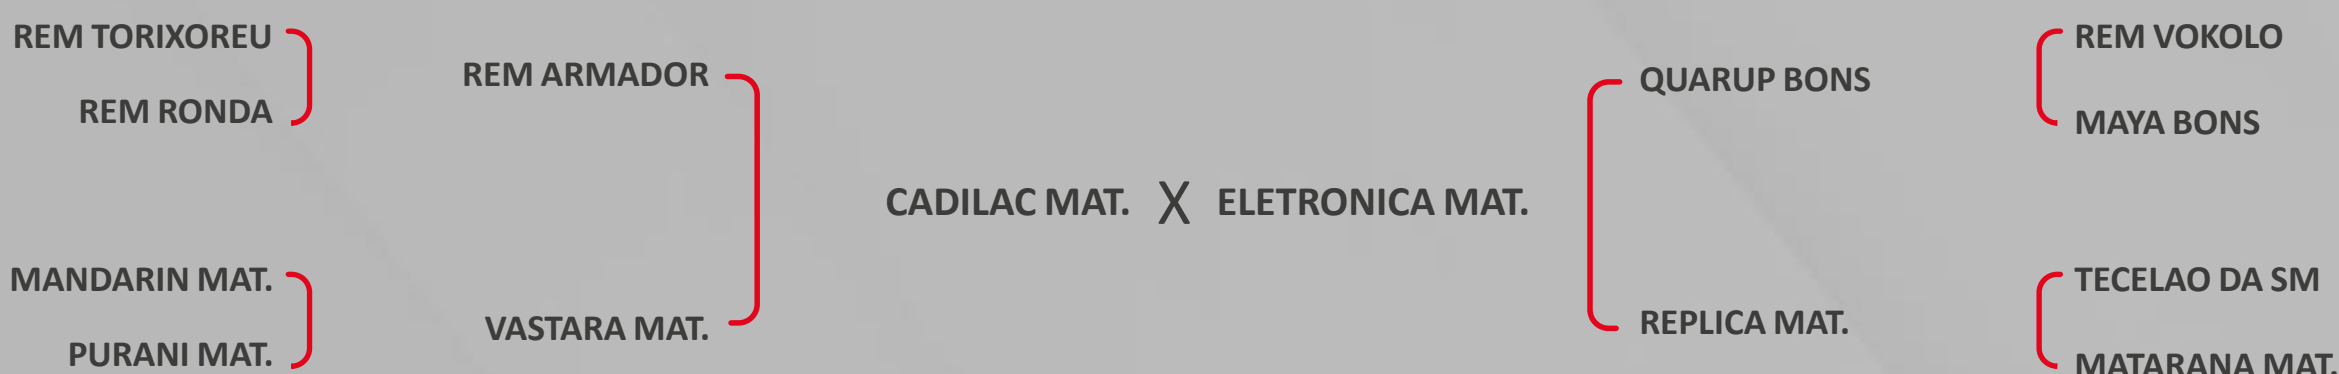 REM TORIXOREU
REM RONDA
REM ARMADOR
MANDARIN MAT.
PURANI MAT.
VASTARA MAT.
CADILAC MAT. X ELETRONICA MAT.
QUARUP BONS
REPLICA MAT.
REM VOKOLO
MAYA BONS
TECELAO DA SM
MATARANA MAT.